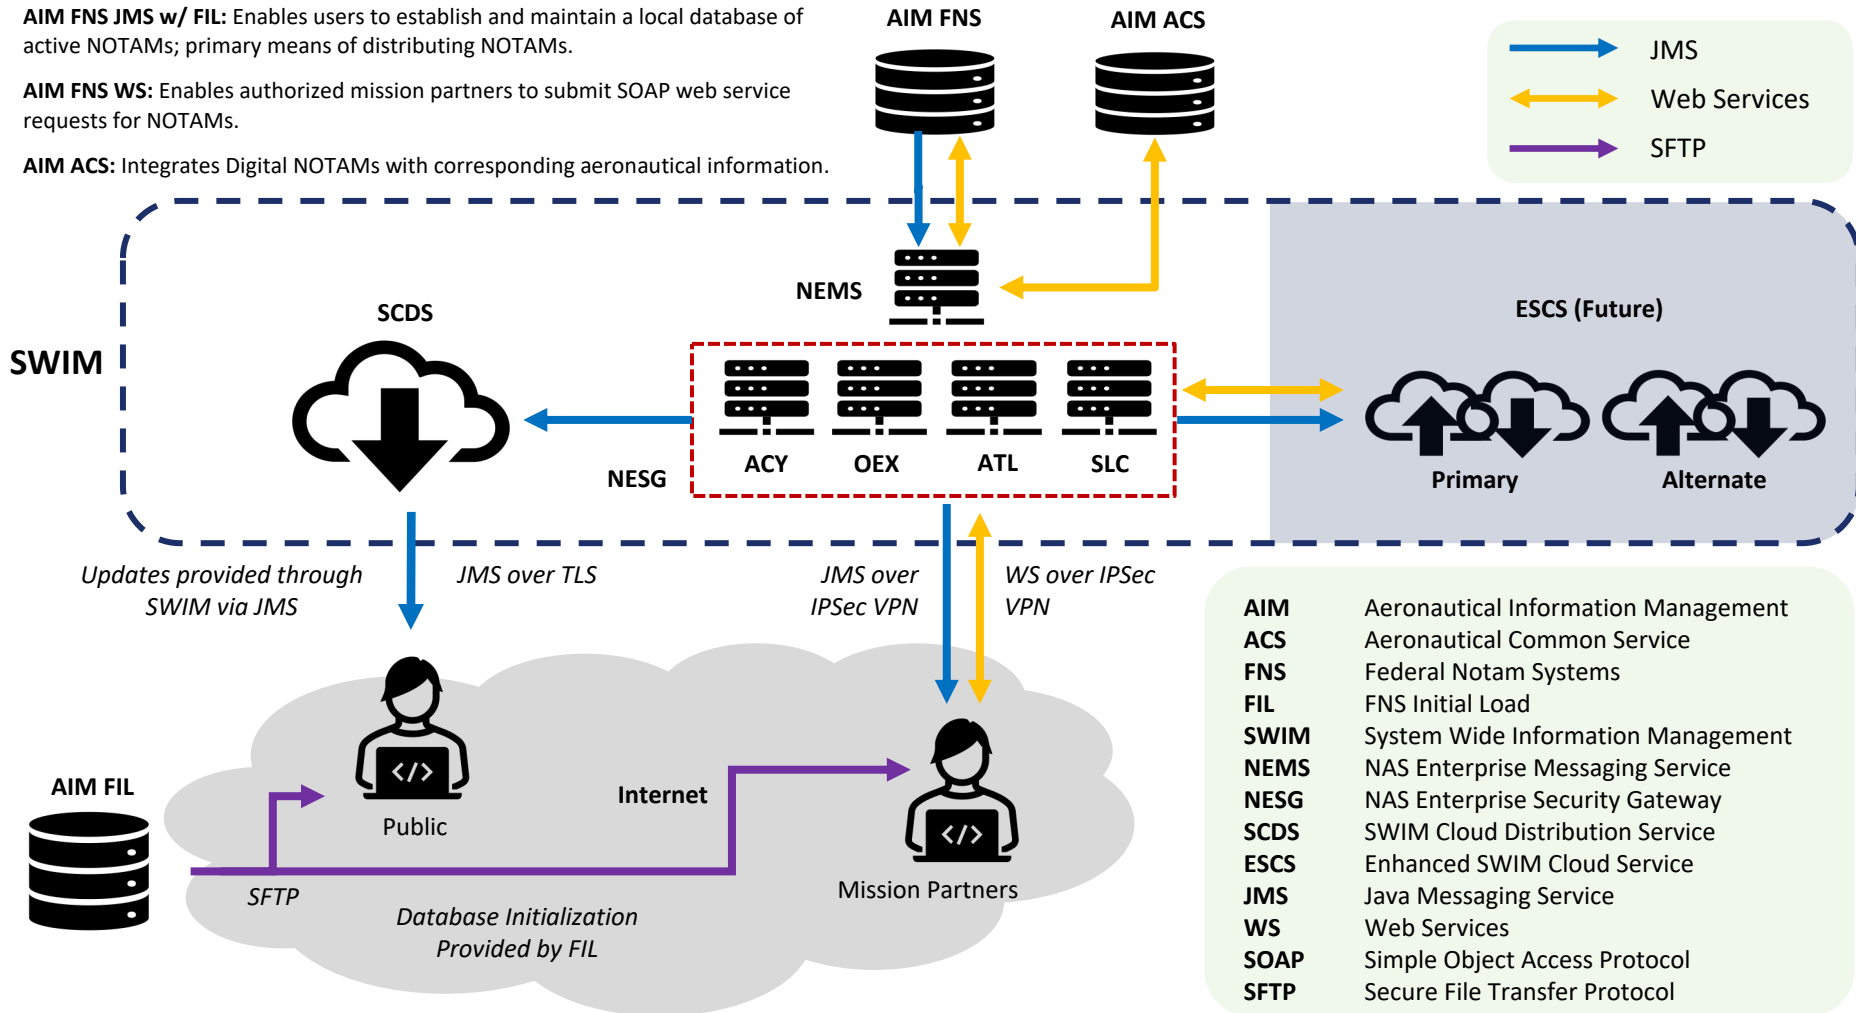 AIM FNS JMS w/ FIL: Enables users to establish and maintain a local database of
active NOTAMs; primary means of distributing NOTAMs.
AIM FNS WS: Enables authorized mission partners to submit SOAP web service
requests for NOTAMs.
AIM ACS: Integrates Digital NOTAMs with corresponding aeronautical information.
AIM FNS
AIM ACS
JMS
Web Services
SFTP
SWIM
SCDS
NEMS
NESG
ACY
OEX
ATL
SLC
ESCS (Future)
Primary
Alternate
Updates provided through
SWIM via JMS
JMS over TLS
JMS over
IPSec VPN
WS over IPSec
VPN
AIM FIL
Public
Internet
Mission Partners
SFTP
Database Initialization
Provided by FIL
</>
</>
AIM Aeronautical Information Management
ACS Aeronautical Common Service
FNS Federal Notam Systems
FIL FNS Initial Load
SWIM System Wide Information Management
NEMS NAS Enterprise Messaging Service
NESG NAS Enterprise Security Gateway
SCDS SWIM Cloud Distribution Service
ESCS Enhanced SWIM Cloud Service
JMS Java Messaging Service
WS Web Services
SOAP Simple Object Access Protocol
SFTP Secure File Transfer Protocol